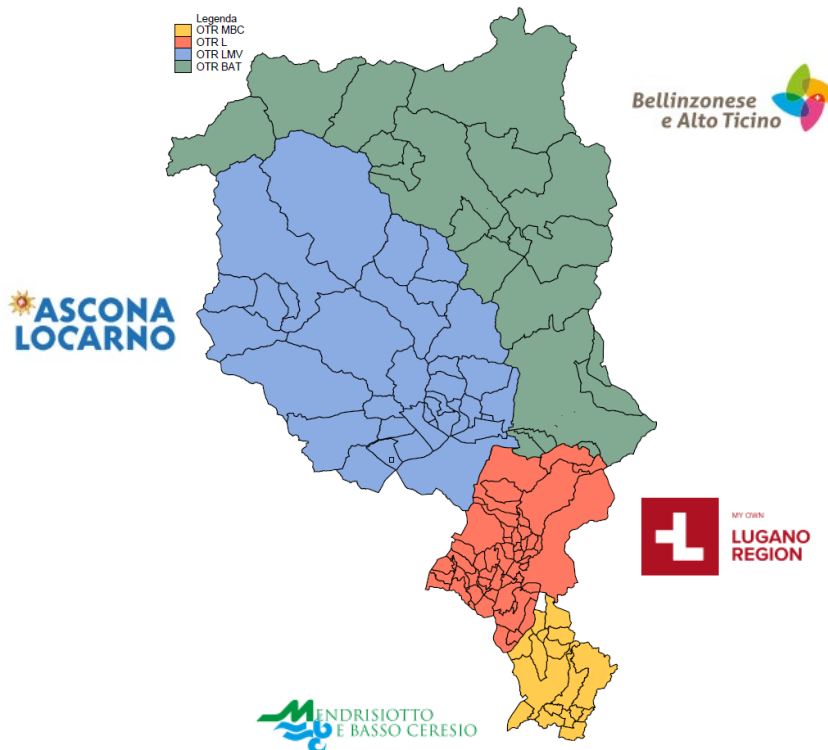 Legenda
OTR MBC
OTR L
OTR LMV
OTR BAT
Bellinzonese
e Alto Ticino
ASCONA
LOCARNO
MY OWN
LUGANO
REGION
MENDRISIOTTO
E BASSO CERESIO